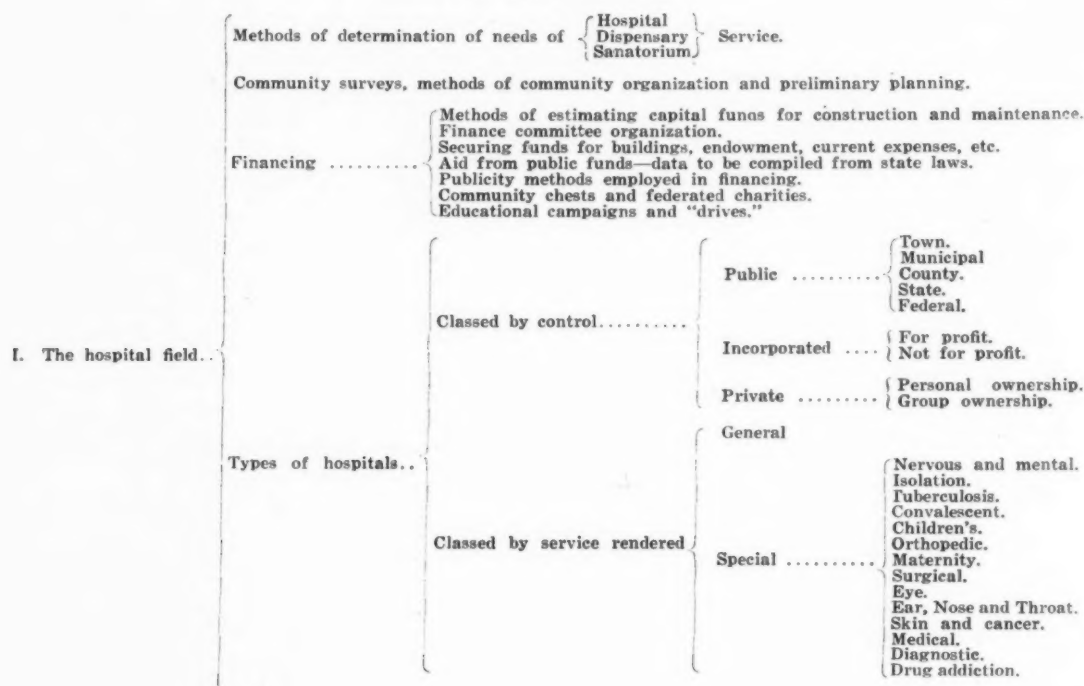 Hospital
Methods of determination of needs of Dispensary Service.
Sanatorium
Community surveys, methods of community organization and preliminary planning.
Methods of estimating capital funds for construction and maintenance.
Finance committee organization.
Securing funds for buildings, endowment, current expenses, etc.
Financing .......... Aid from public funds—data to be compiled from state laws.
Publicity methods employed in financing.
Community chests and federated charities.
Educational campaigns and "drives."
Town.
Municipal
Public .......... County.
State.
Federal.
Classed by control..........
I. The hospital field..
Incorporated .... For profit.
Not for profit.
Private ......... Personal ownership.
Group ownership.
General
Types of hospitals..
Nervous and mental.
Isolation.
Tuberculosis.
Convalescent.
Children's.
Orthopedic.
Classed by service rendered
Special .......... Maternity.
Surgical.
Eye.
Ear, Nose and Throat.
Skin and cancer.
Medical.
Diagnostic.
Drug addiction.